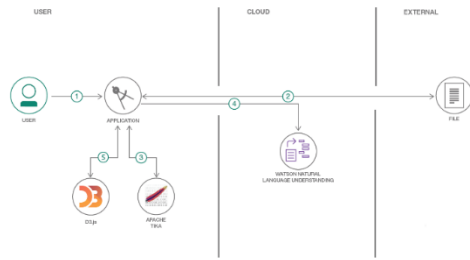 USER
CLOUD
EXTERNAL
1
2
4
USER
APPLICATION
FILE
5
3
WATSON NATURAL
LANGUAGE UNDERSTANDING
D3.js
APACHE
TIKA